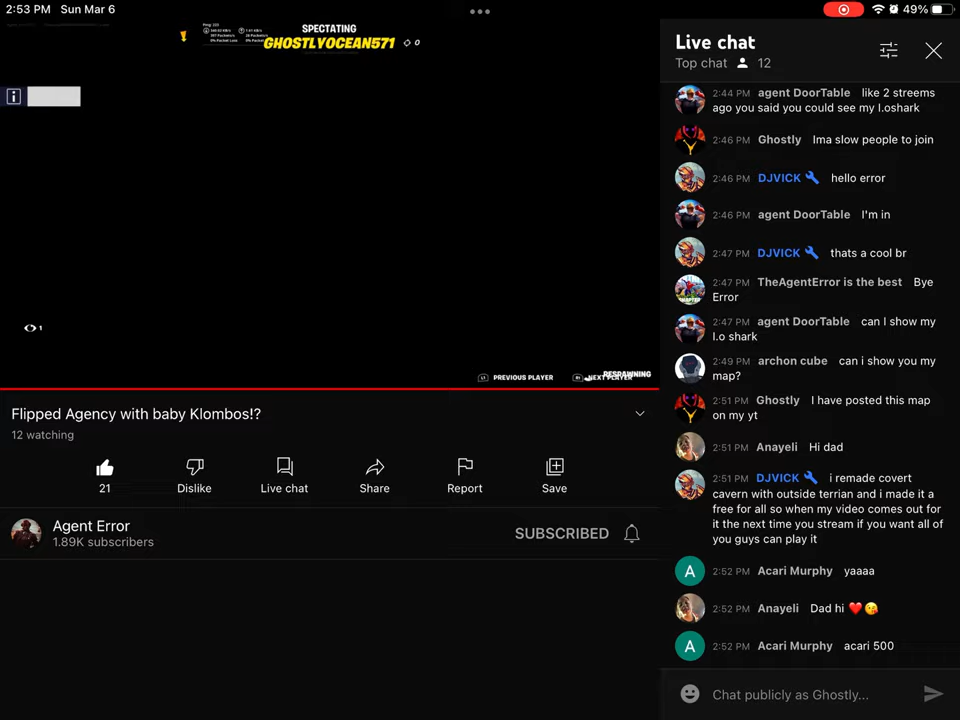 2:53 PM Sun Mar 6
49%
SPECTATING
GHOSTLYOCEAN571
0
1
PREVIOUS PLAYER
NEXT PLAYER
RESPAWNING
Flipped Agency with baby Klombos!?
12 watching
21
Dislike
Live chat
Share
Report
Save
Agent Error
1.89K subscribers
SUBSCRIBED
Live chat
Top chat 12
2:44 PM agent DoorTable like 2 streems
ago you said you could see my I.oshark
2:46 PM Ghostly Ima slow people to join
2:46 PM DJVICK hello error
2:46 PM agent DoorTable I'm in
2:47 PM DJVICK thats a cool br
2:47 PM TheAgentError is the best Bye
Error
2:47 PM agent DoorTable can I show my
I.o shark
2:49 PM archon cube can i show you my
map?
2:51 PM Ghostly I have posted this map
on my yt
2:51 PM Anayeli Hi dad
2:51 PM DJVICK i remade covert
cavern with outside terrian and i made it a
free for all so when my video comes out for
it the next time you stream if you want all of
you guys can play it
A
2:52 PM Acari Murphy yaaaa
2:52 PM Anayeli Dad hi ❤️😘
A
2:52 PM Acari Murphy acari 500
Chat publicly as Ghostly...